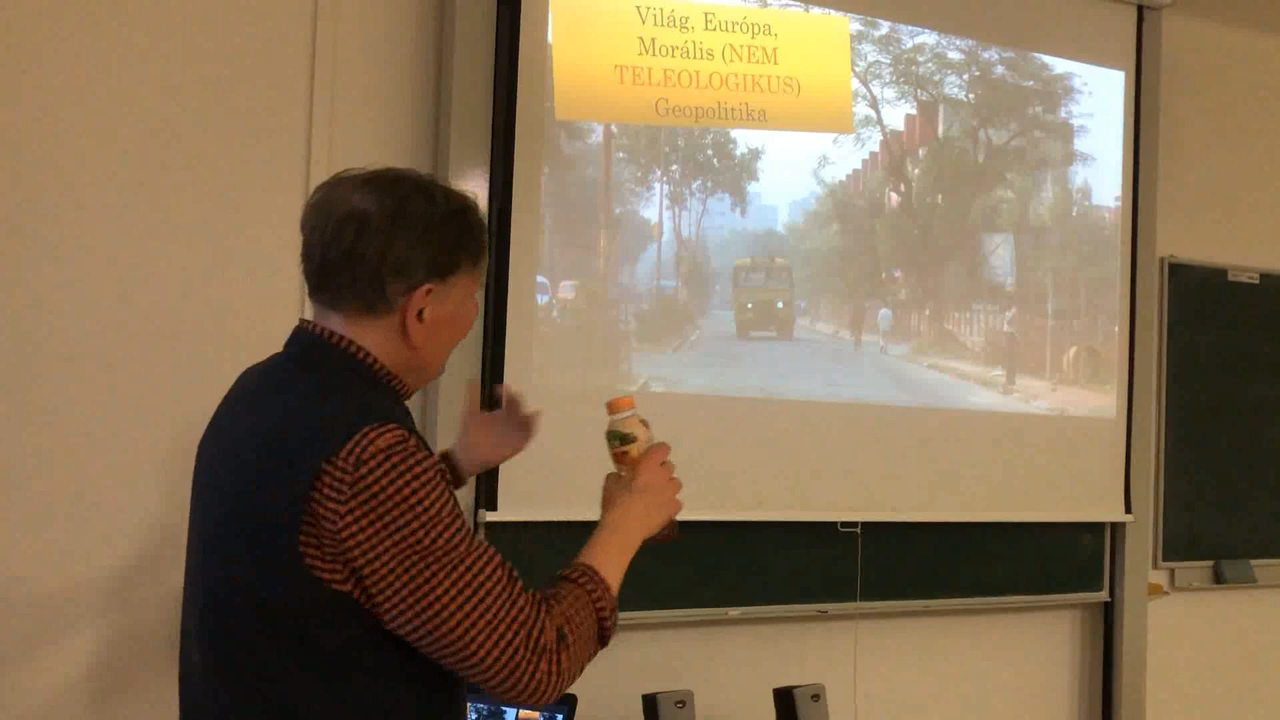 Világ, Európa,
Morális (NEM
TELEOLOGIKUS)
Geopolitika